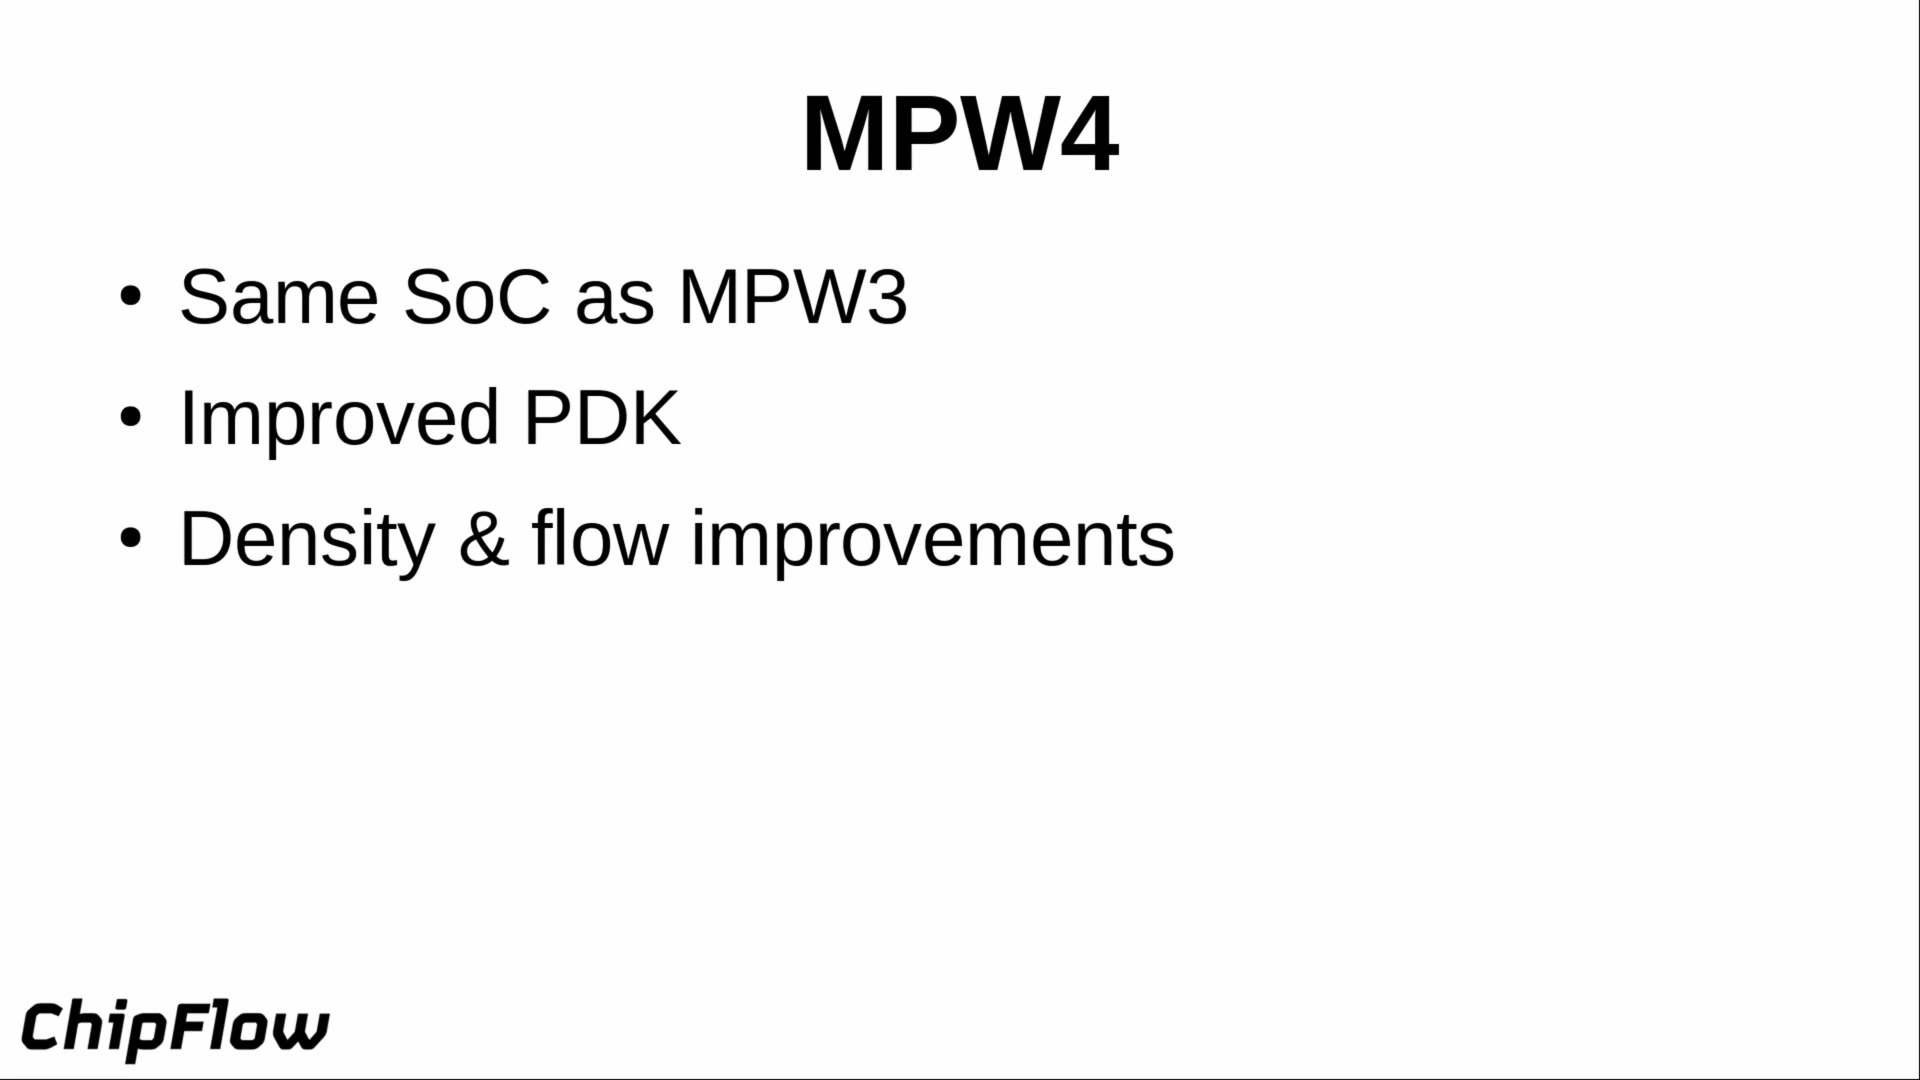 MPW4
• Same SoC as MPW3
• Improved PDK
• Density & flow improvements
ChipFlow